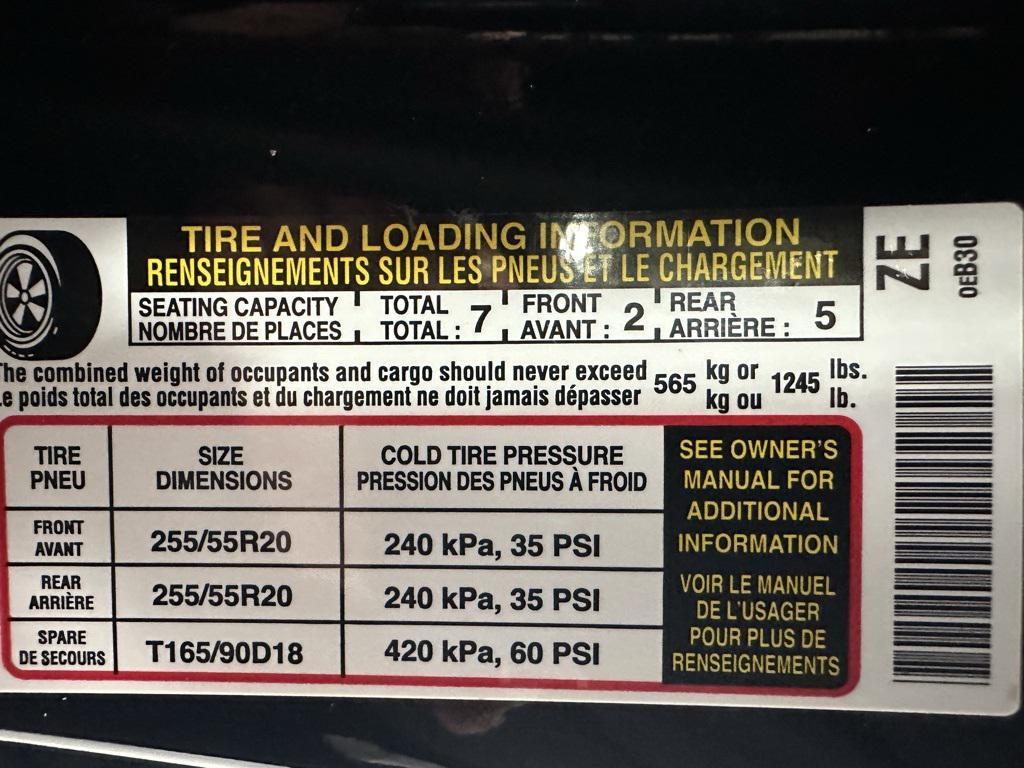 TIRE AND LOADING INFORMATION
RENSEIGNEMENTS SUR LES PNEUS ET LE CHARGEMENT
SEATING CAPACITY TOTAL FRONT REAR
NOMBRE DE PLACES TOTAL : 7 AVANT : 2 ARRIÈRE : 5
The combined weight of occupants and cargo should never exceed 565 kg or 1245 lbs.
Le poids total des occupants et du chargement ne doit jamais dépasser kg ou lb.
TIRE SIZE COLD TIRE PRESSURE
PNEU DIMENSIONS PRESSION DES PNEUS À FROID
FRONT
AVANT 255/55R20 240 kPa, 35 PSI
REAR
ARRIÈRE 255/55R20 240 kPa, 35 PSI
SPARE
DE SECOURS T165/90D18 420 kPa, 60 PSI
SEE OWNER'S
MANUAL FOR
ADDITIONAL
INFORMATION
VOIR LE MANUEL
DE L'USAGER
POUR PLUS DE
RENSEIGNEMENTS
ZE
0EB30